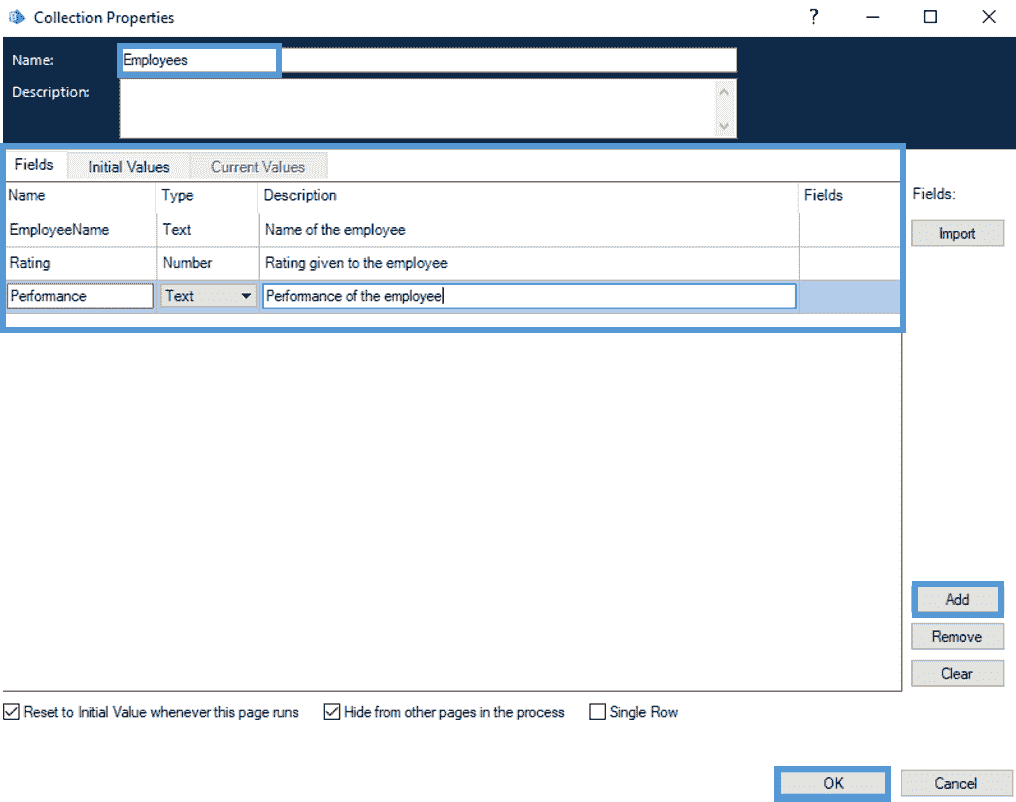 Collection Properties ?
Name: Employees
Description:
Fields Initial Values Current Values
Name Type Description Fields Fields:
EmployeeName Text Name of the employee
Import
Rating Number Rating given to the employee
Performance Text Performance of the employee
Add
Remove
Clear
Reset to Initial Value whenever this page runs Hide from other pages in the process Single Row
OK Cancel